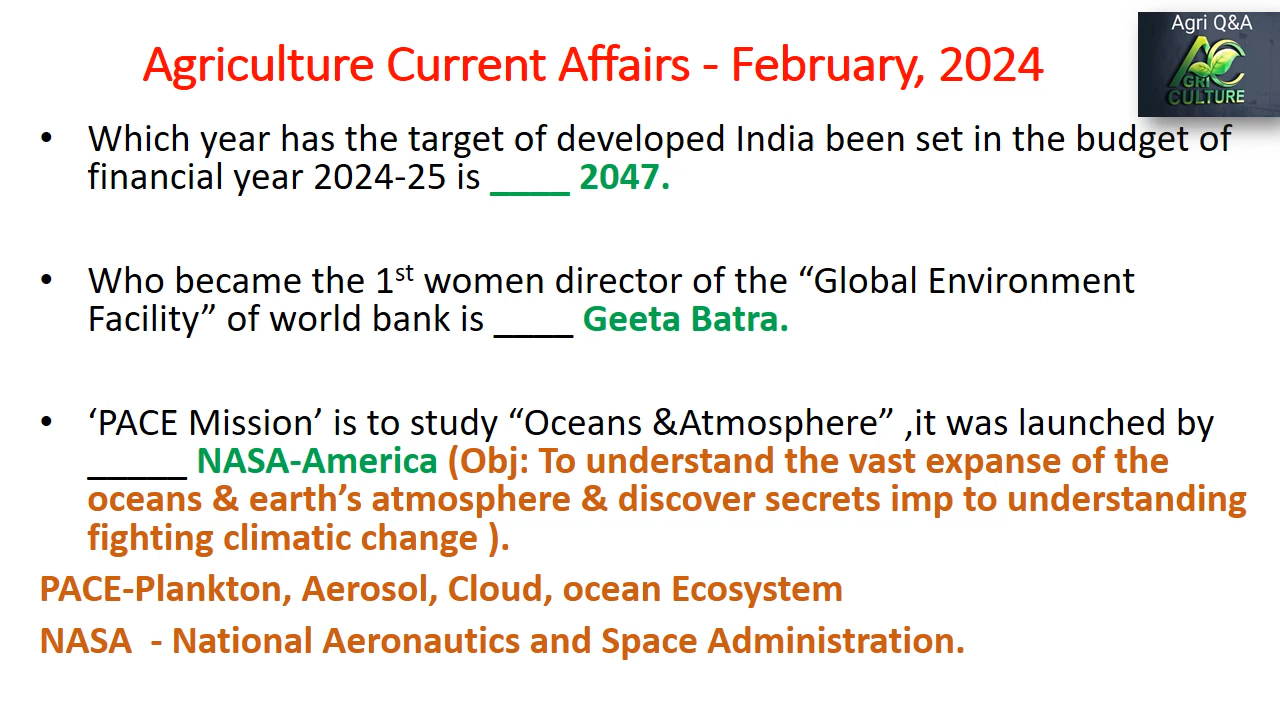 Agri Q&A
AGRI
CULTURE
Agriculture Current Affairs - February, 2024
• Which year has the target of developed India been set in the budget of
financial year 2024-25 is ____ 2047.
• Who became the 1st women director of the “Global Environment
Facility” of world bank is ____ Geeta Batra.
• ‘PACE Mission’ is to study “Oceans &Atmosphere” ,it was launched by
_____ NASA-America (Obj: To understand the vast expanse of the
oceans & earth’s atmosphere & discover secrets imp to understanding
fighting climatic change ).
PACE-Plankton, Aerosol, Cloud, ocean Ecosystem
NASA - National Aeronautics and Space Administration.